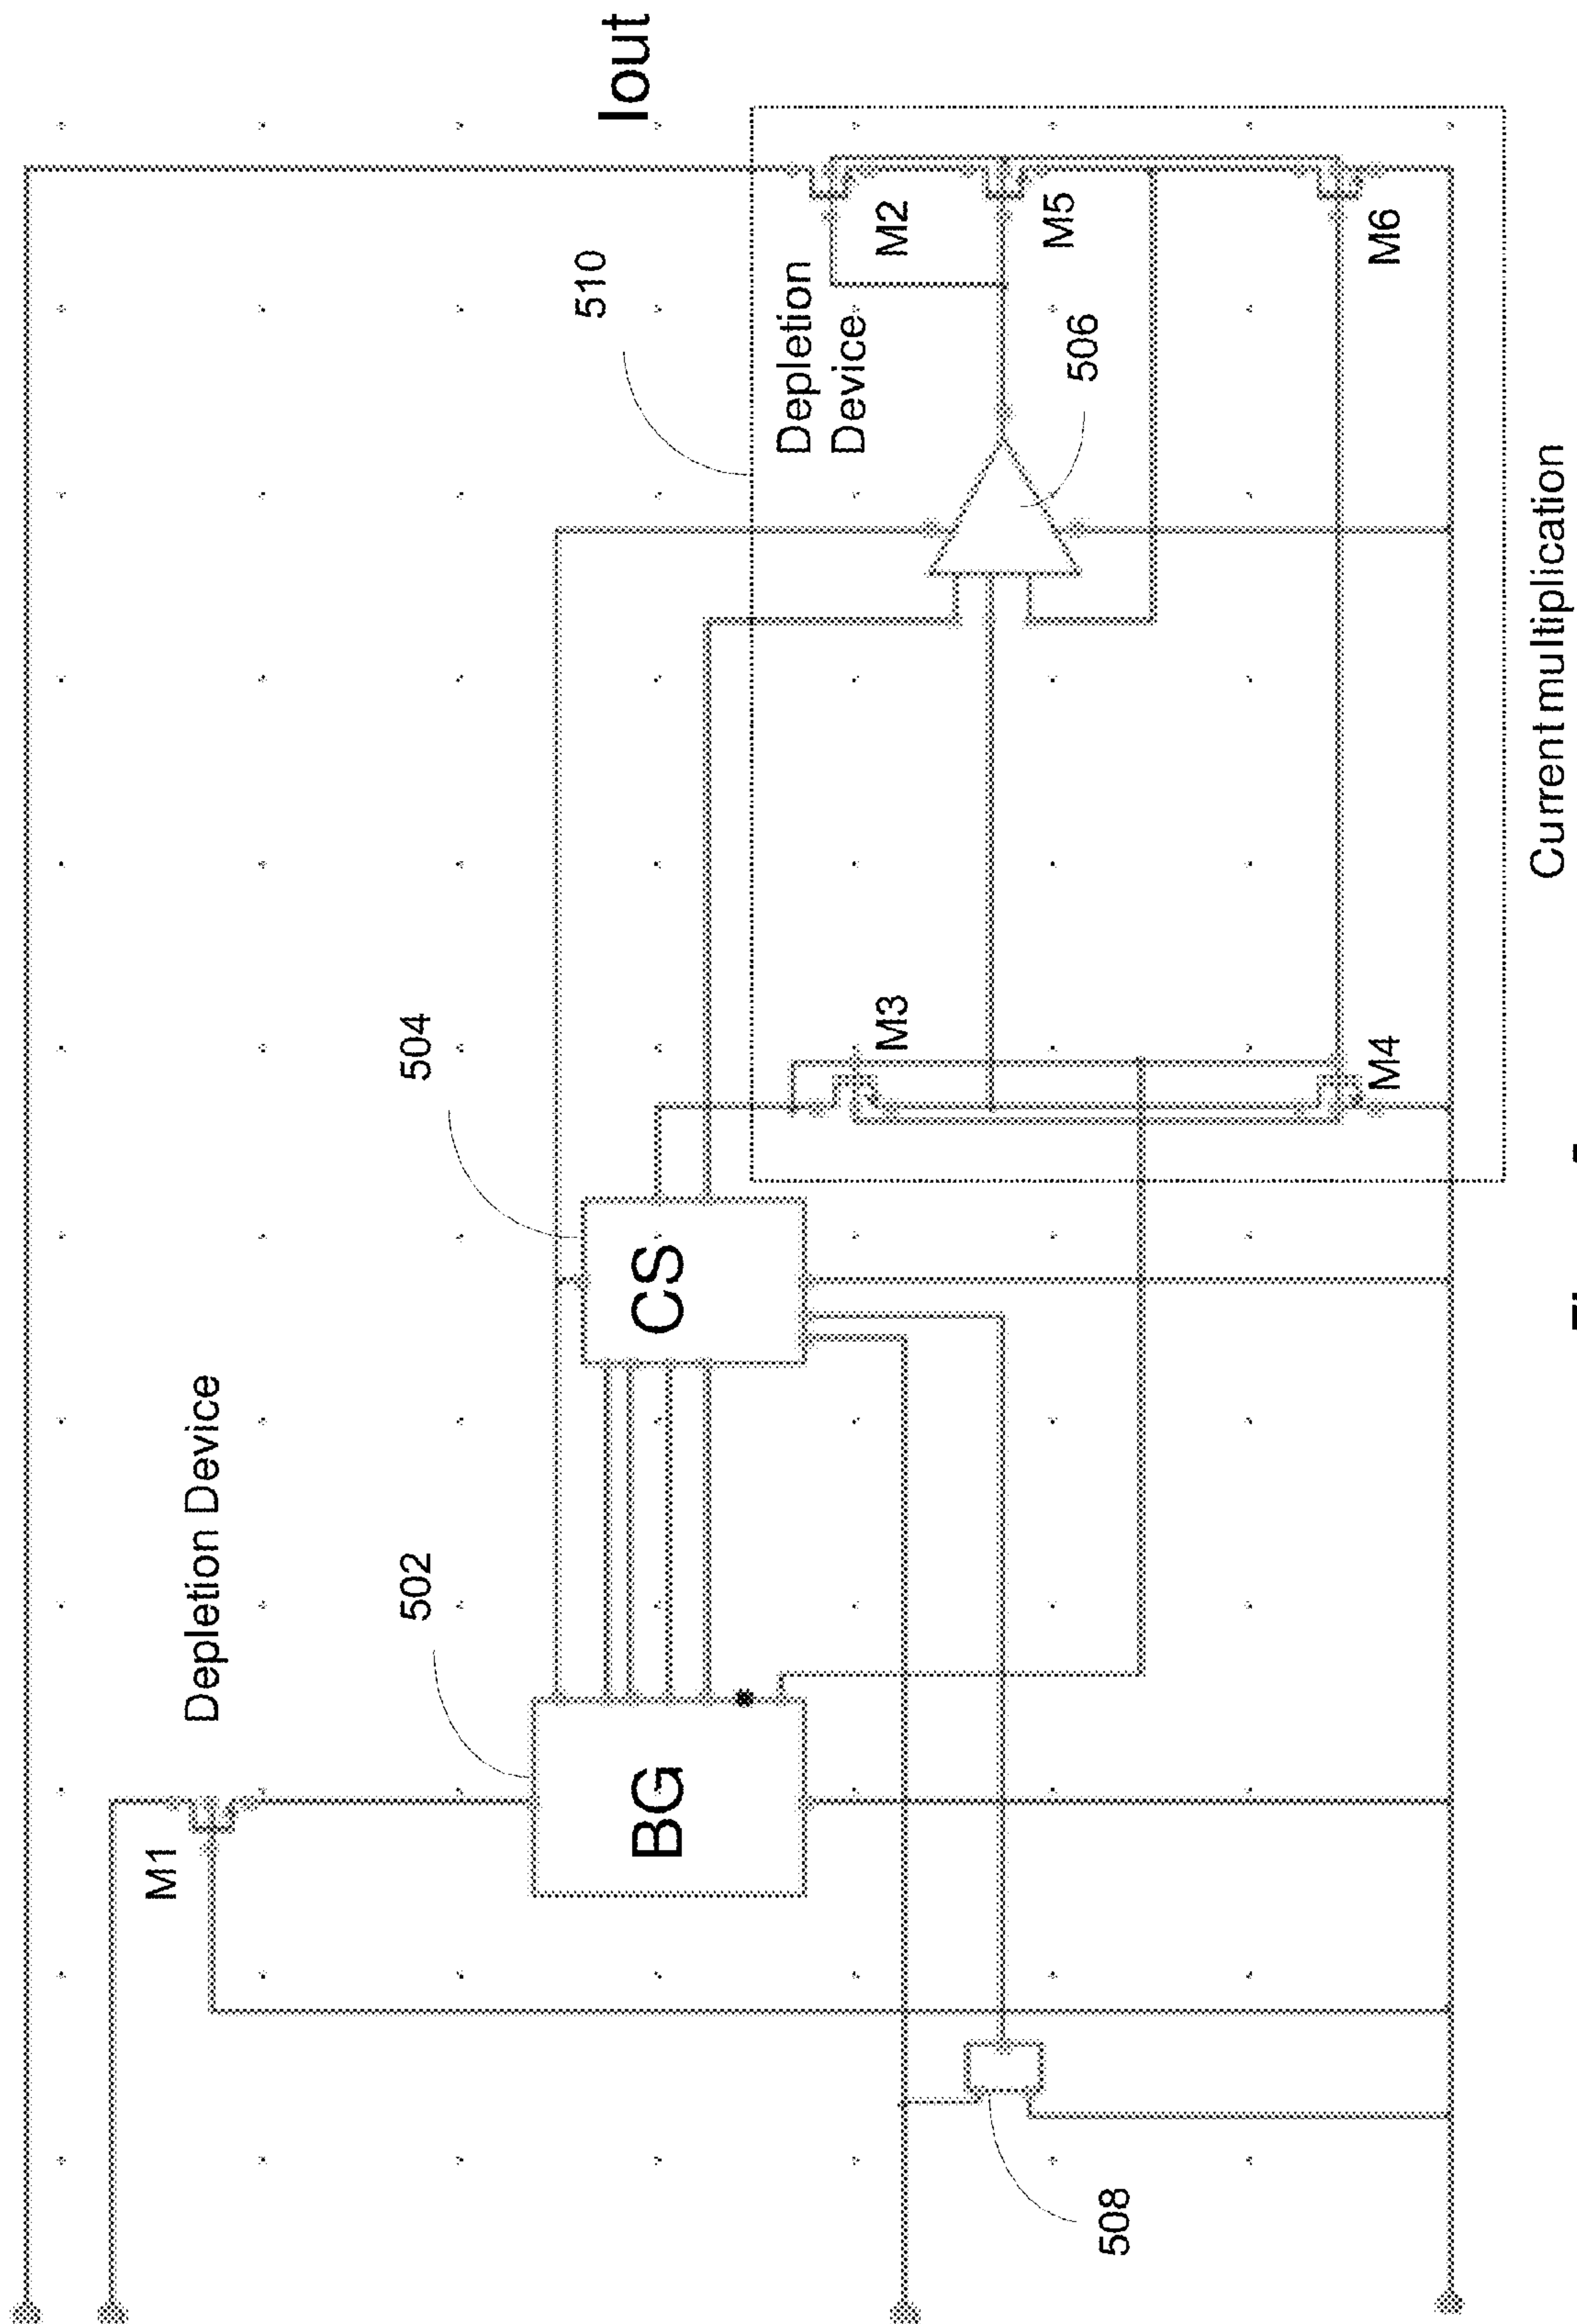 Iout
510
Depletion
Device
M2
M5
M6
506
504
M3
M4
CS
Depletion Device
M1
502
BG
508
Current multiplication